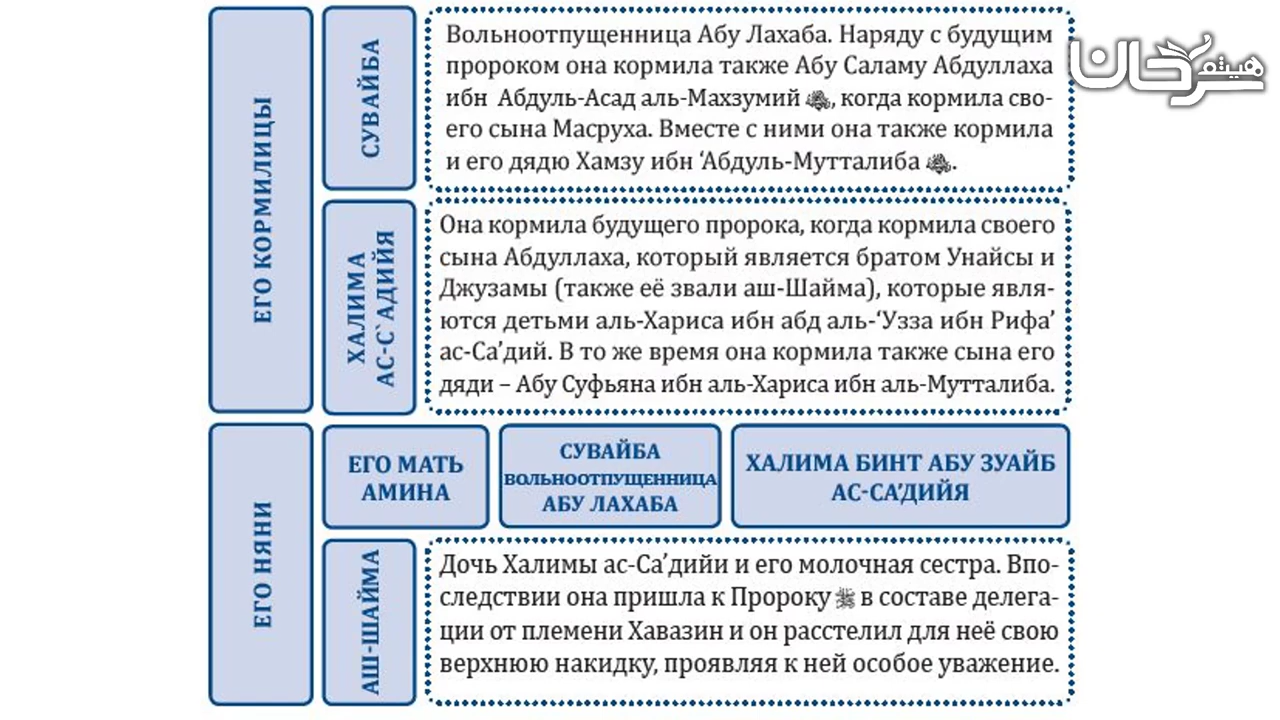 ЕГО КОРМИЛИЦЫ
СУВАЙБА
Вольноотпущенница Абу Лахаба. Наряду с будущим
пророком она кормила также Абу Саламу Абдуллаха
ибн Абдуль-Асад аль-Махзумий, когда кормила сво-
его сына Масруха. Вместе с ними она также кормила
и его дядю Хамзу ибн ‘Абдуль-Мутталиба.
ХАЛИМА
АС-С`АДИЙЯ
Она кормила будущего пророка, когда кормила своего
сына Абдуллаха, который является братом Унайсы и
Джузамы (также её звали аш-Шайма), которые явля-
ются детьми аль-Хариса ибн абд аль-‘Узза ибн Рифа’
ас-Са’дий. В то же время она кормила также сына его
дяди – Абу Суфьяна ибн аль-Хариса ибн аль-Мутталиба.
ЕГО НЯНИ
ЕГО МАТЬ
АМИНА
СУВАЙБА
ВОЛЬНООТПУЩЕННИЦА
АБУ ЛАХАБА
ХАЛИМА БИНТ АБУ ЗУАЙБ
АС-СА’ДИЙЯ
АШ-ШАЙМА
Дочь Халимы ас-Са’дийи и его молочная сестра. Впо-
следствии она пришла к Пророку ﷺ в составе делега-
ции от племени Хавазин и он расстелил для неё свою
верхнюю накидку, проявляя к ней особое уважение.
هيتم سركان